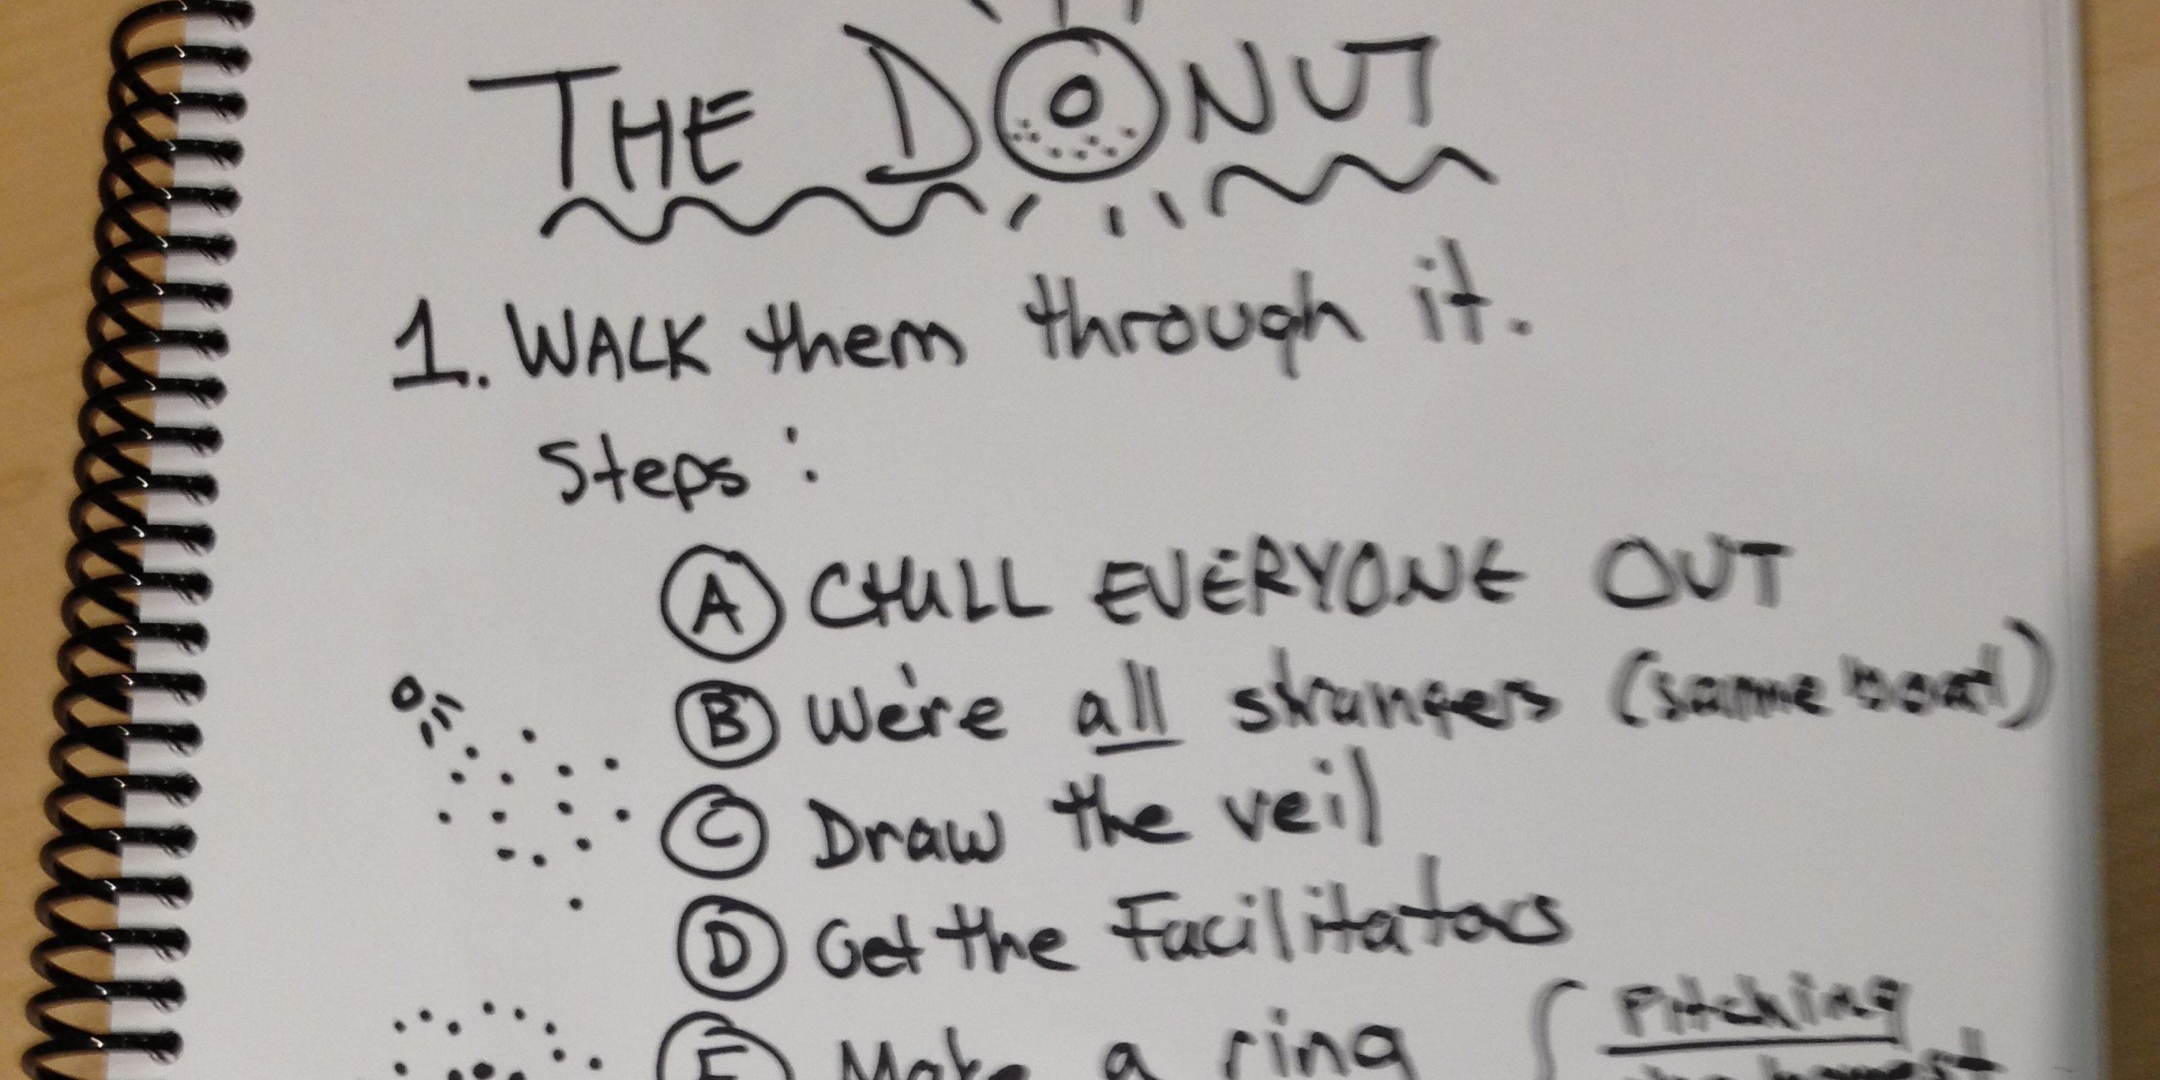 THE DONUT
1. WALK them through it.
Steps :
A CHILL EVERYONE OUT
B We're all strangers (same boat)
C Draw the veil
D Get the Facilitators
E Make a ring { Pitching